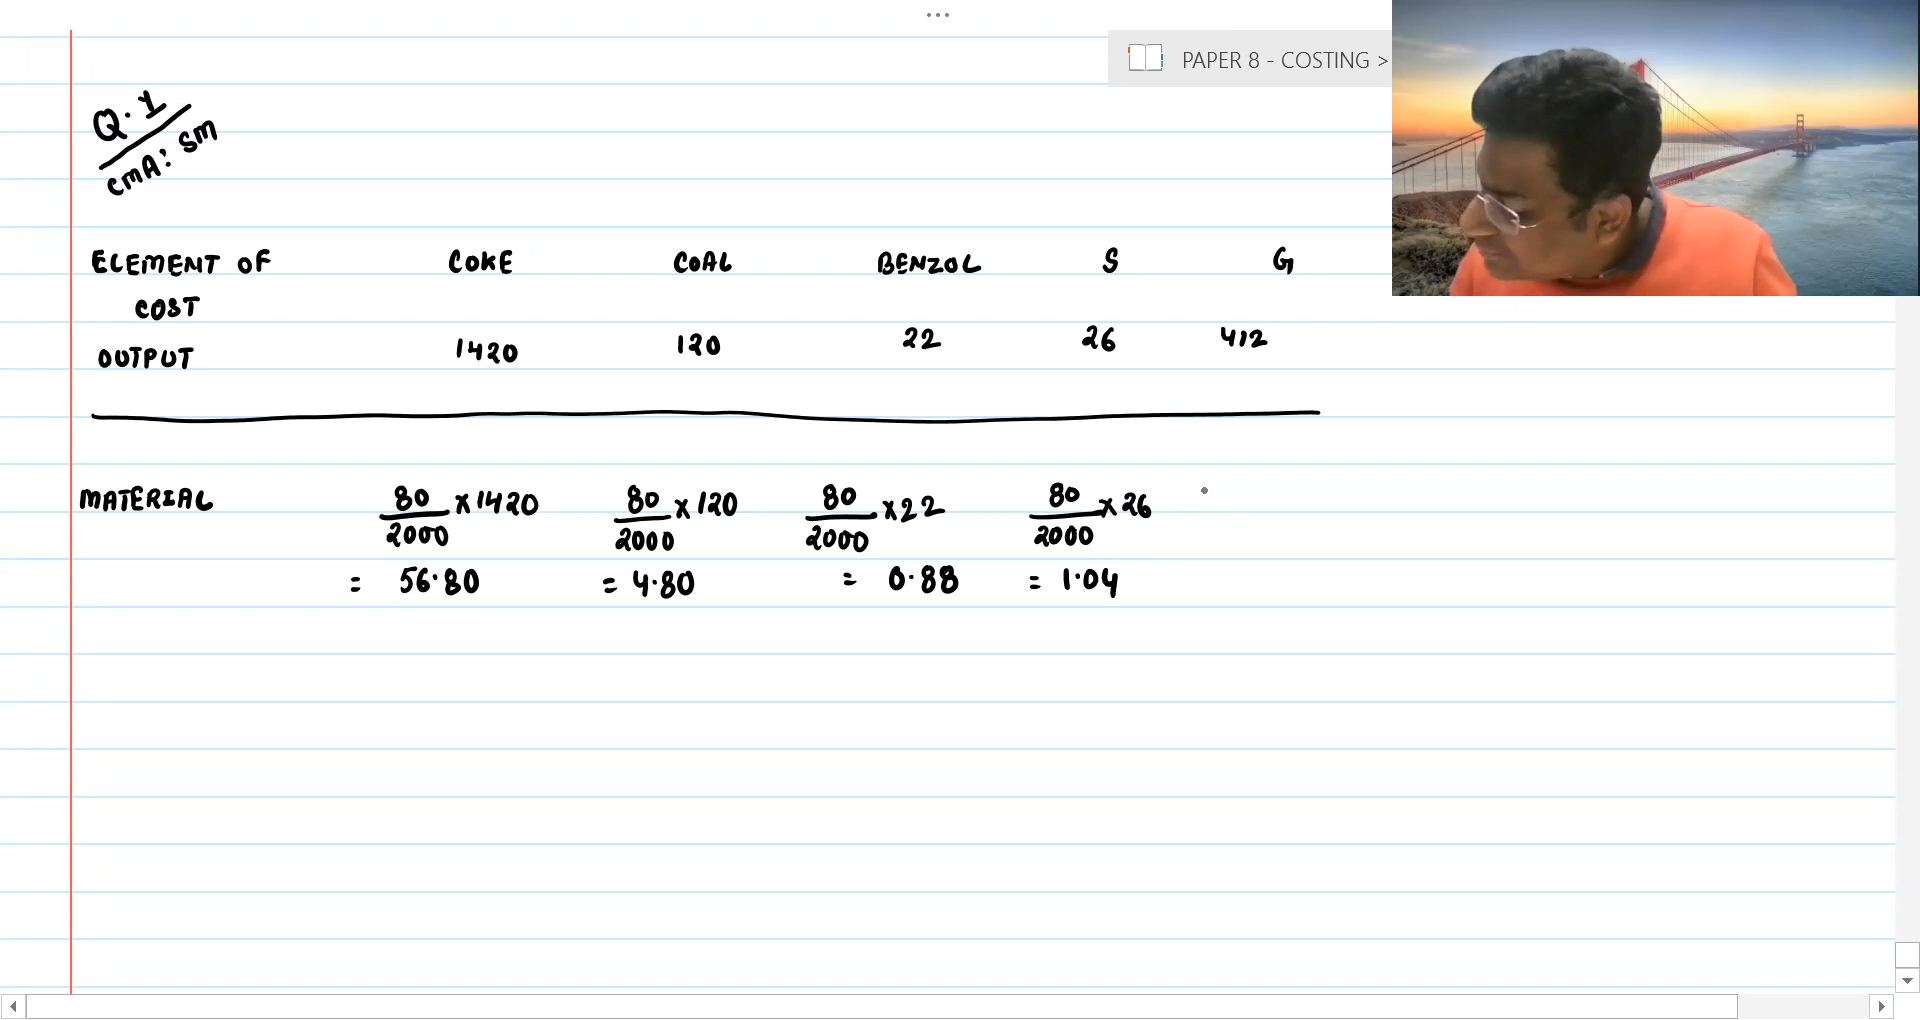 PAPER 8 - COSTING >
Q.1
CMA: SM
ELEMENT OF COKE COAL BENZOL S G
COST
OUTPUT 1420 120 22 26 412
MATERIAL 80/2000 x 1420 80/2000 x 120 80/2000 x 22 80/2000 x 26
= 56.80 = 4.80 = 0.88 = 1.04